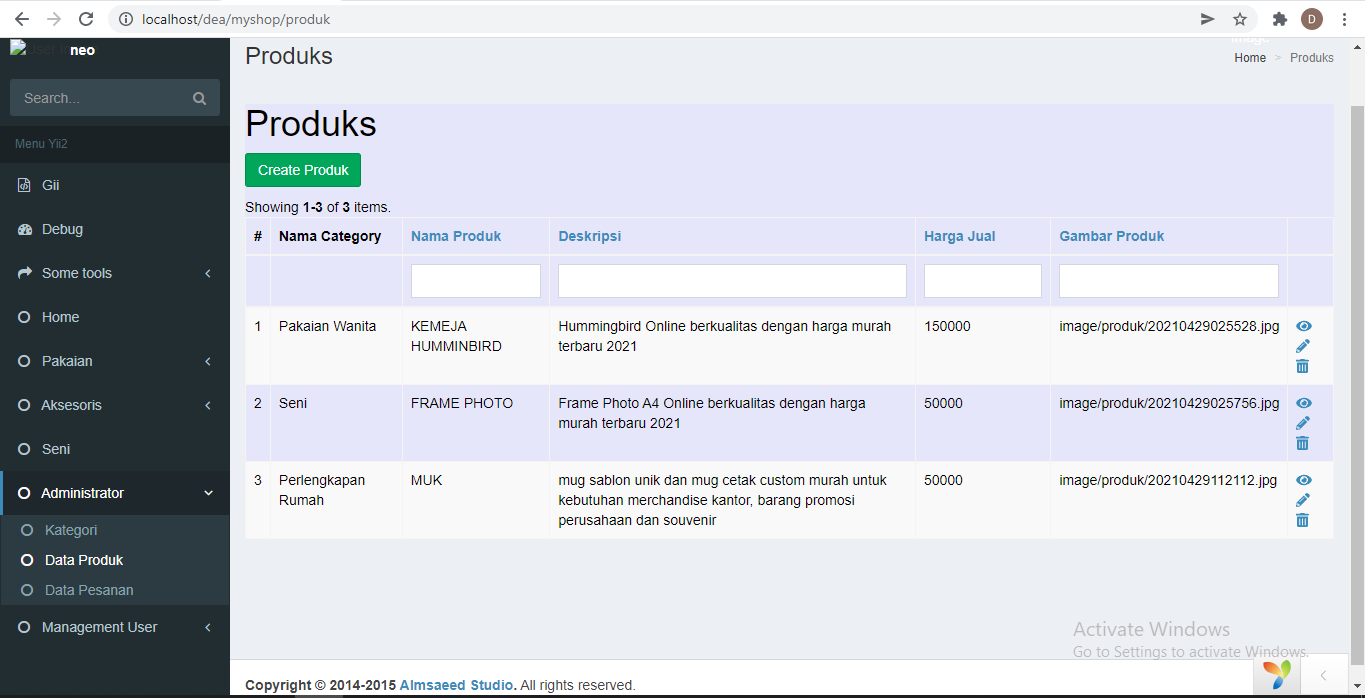 localhost/dea/myshop/produk
D
neo
Search...
Menu Yii2
Gii
Debug
Some tools
Home
Pakaian
Aksesoris
Seni
Administrator
Kategori
Data Produk
Data Pesanan
Management User
Produks
Home > Produks
Produks
Create Produk
Showing 1-3 of 3 items.
# Nama Category Nama Produk Deskripsi Harga Jual Gambar Produk
1 Pakaian Wanita KEMEJA Hummingbird Online berkualitas dengan harga murah 150000 image/produk/20210429025528.jpg
HUMMINBIRD terbaru 2021
2 Seni FRAME PHOTO Frame Photo A4 Online berkualitas dengan harga 50000 image/produk/20210429025756.jpg
murah terbaru 2021
3 Perlengkapan MUK mug sablon unik dan mug cetak custom murah untuk 50000 image/produk/20210429112112.jpg
Rumah kebutuhan merchandise kantor, barang promosi
perusahaan dan souvenir
Activate Windows
Go to Settings to activate Windows.
Copyright © 2014-2015 Almsaeed Studio. All rights reserved.